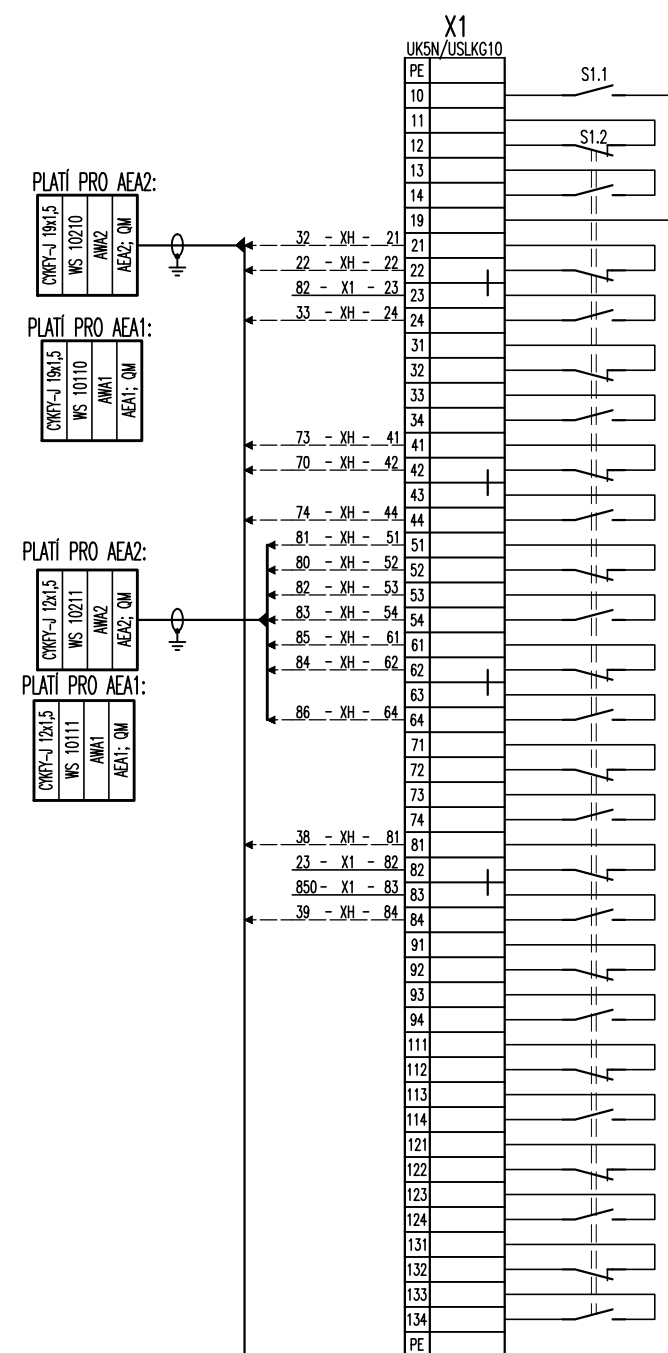 X1
UK5N/USLKG10
PE
S1.1
10
11
12
S1.2
13
14
19
PLATÍ PRO AEA2:
CYKFY-J 19x1,5
WS 10210
AWA2
AEA2; QM
32 - XH - 21
21
22 - XH - 22
22
82 - X1 - 23
23
33 - XH - 24
24
PLATÍ PRO AEA1:
CYKFY-J 19x1,5
WS 10110
AWA1
AEA1; QM
31
32
33
34
73 - XH - 41
41
70 - XH - 42
42
43
74 - XH - 44
44
PLATÍ PRO AEA2:
CYKFY-J 12x1,5
WS 10211
AWA2
AEA2; QM
81 - XH - 51
51
80 - XH - 52
52
82 - XH - 53
53
83 - XH - 54
54
85 - XH - 61
61
84 - XH - 62
62
63
86 - XH - 64
64
PLATÍ PRO AEA1:
CYKFY-J 12x1,5
WS 10111
AWA1
AEA1; QM
71
72
73
74
38 - XH - 81
81
23 - X1 - 82
82
850 - X1 - 83
83
39 - XH - 84
84
91
92
93
94
111
112
113
114
121
122
123
124
131
132
133
134
PE